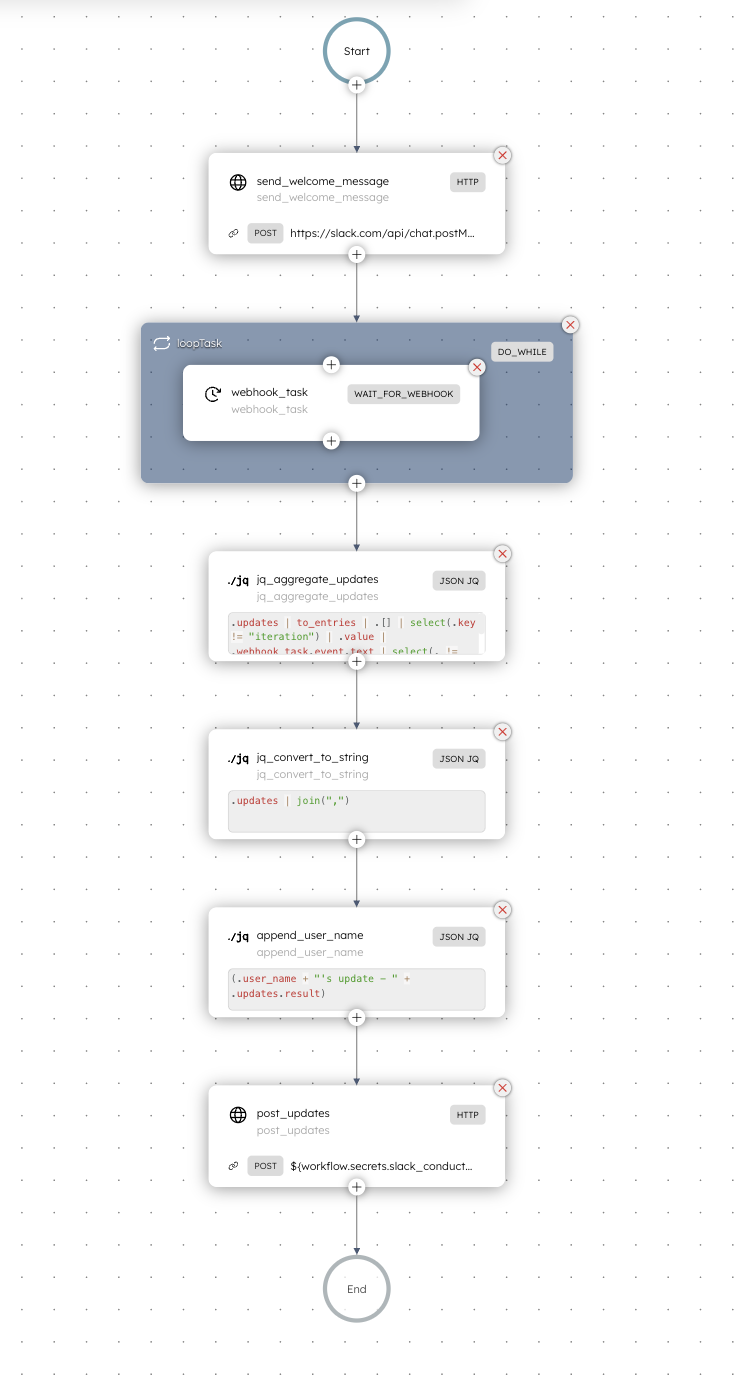 Start
send_welcome_message HTTP
send_welcome_message
POST https://slack.com/api/chat.postM...
loopTask
DO_WHILE
webhook_task WAIT_FOR_WEBHOOK
webhook_task
./jq jq_aggregate_updates JSON JQ
jq_aggregate_updates
.updates | to_entries | .[] | select(.key
!= "iteration") | .value |
.webhook_task.event.text | select(. !=
./jq jq_convert_to_string JSON JQ
jq_convert_to_string
.updates | join(",")
./jq append_user_name JSON JQ
append_user_name
(.user_name + "'s update - " +
.updates.result)
post_updates HTTP
post_updates
POST ${workflow.secrets.slack_conduct...
End